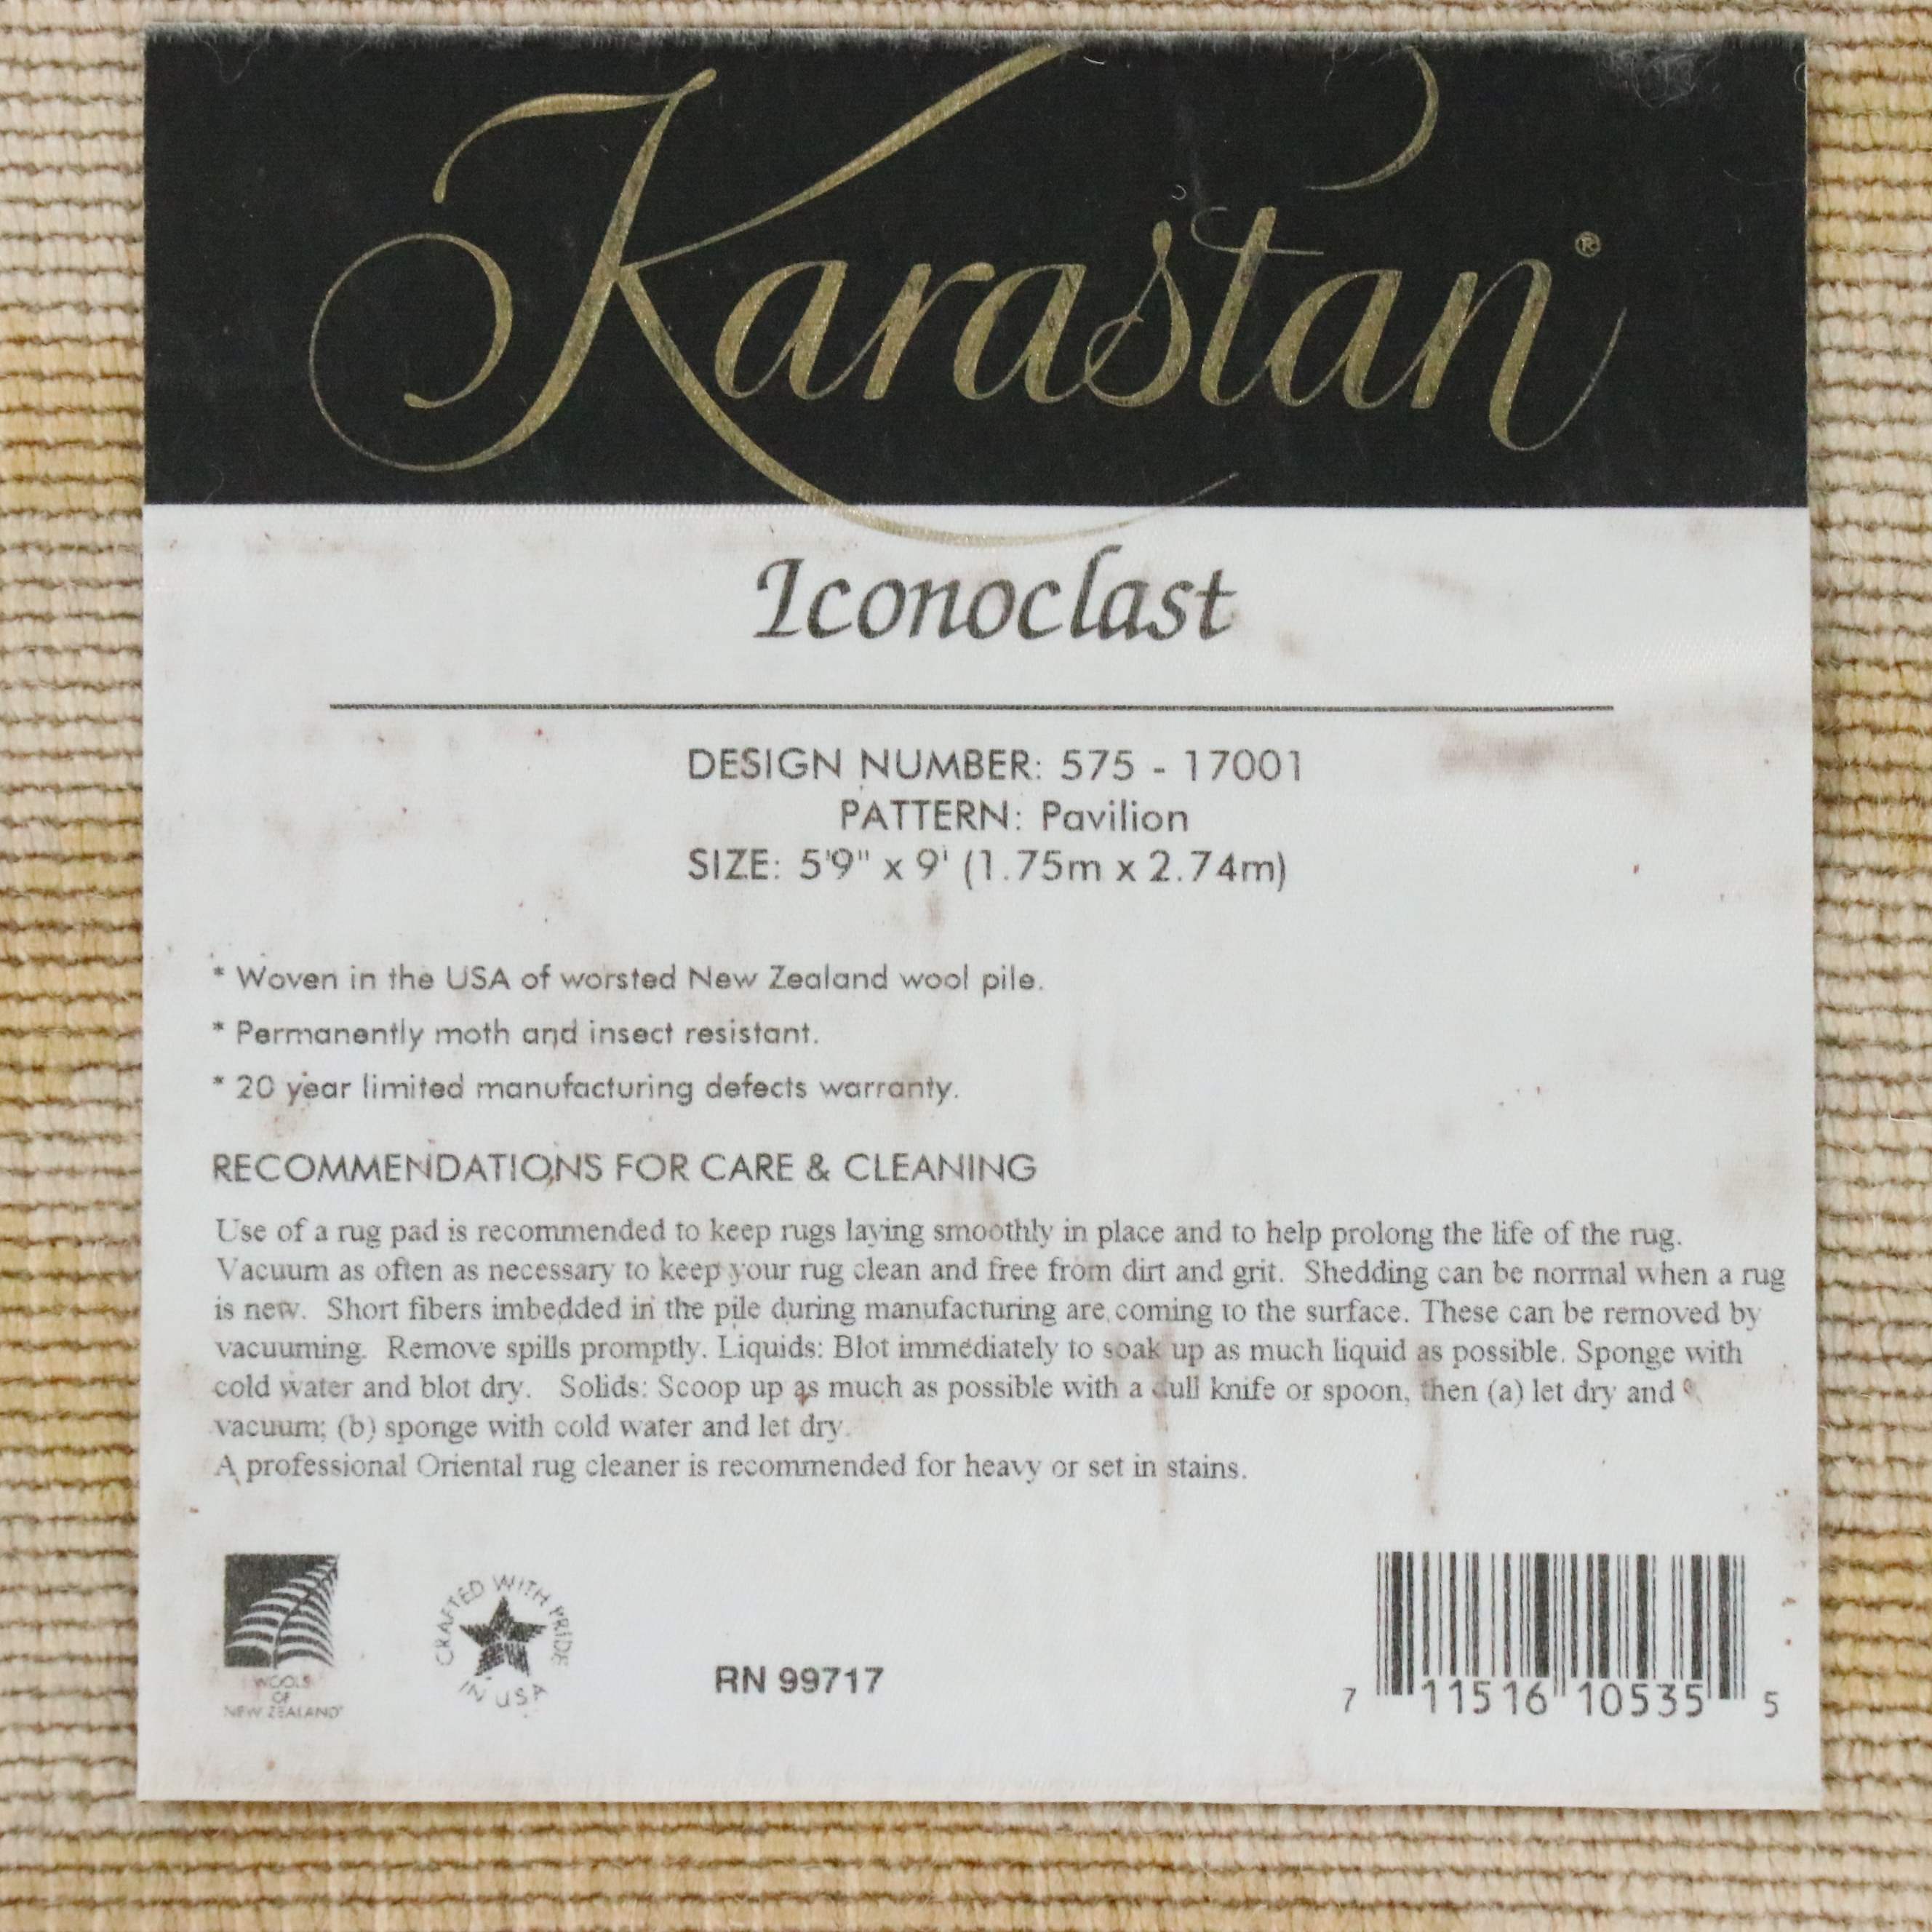 Karastan®
Iconoclast
DESIGN NUMBER: 575 - 17001
PATTERN: Pavilion
SIZE: 5'9" x 9' (1.75m x 2.74m)
* Woven in the USA of worsted New Zealand wool pile.
* Permanently moth and insect resistant.
* 20 year limited manufacturing defects warranty.
RECOMMENDATIONS FOR CARE & CLEANING
Use of a rug pad is recommended to keep rugs laying smoothly in place and to help prolong the life of the rug.
Vacuum as often as necessary to keep your rug clean and free from dirt and grit. Shedding can be normal when a rug
is new. Short fibers imbedded in the pile during manufacturing are coming to the surface. These can be removed by
vacuuming. Remove spills promptly. Liquids: Blot immediately to soak up as much liquid as possible. Sponge with
cold water and blot dry. Solids: Scoop up as much as possible with a dull knife or spoon, then (a) let dry and
vacuum; (b) sponge with cold water and let dry.
A professional Oriental rug cleaner is recommended for heavy or set in stains.
WOOLS
OF
NEW ZEALAND
CRAFTED WITH PRIDE
IN USA
RN 99717
7 11516 10535 5